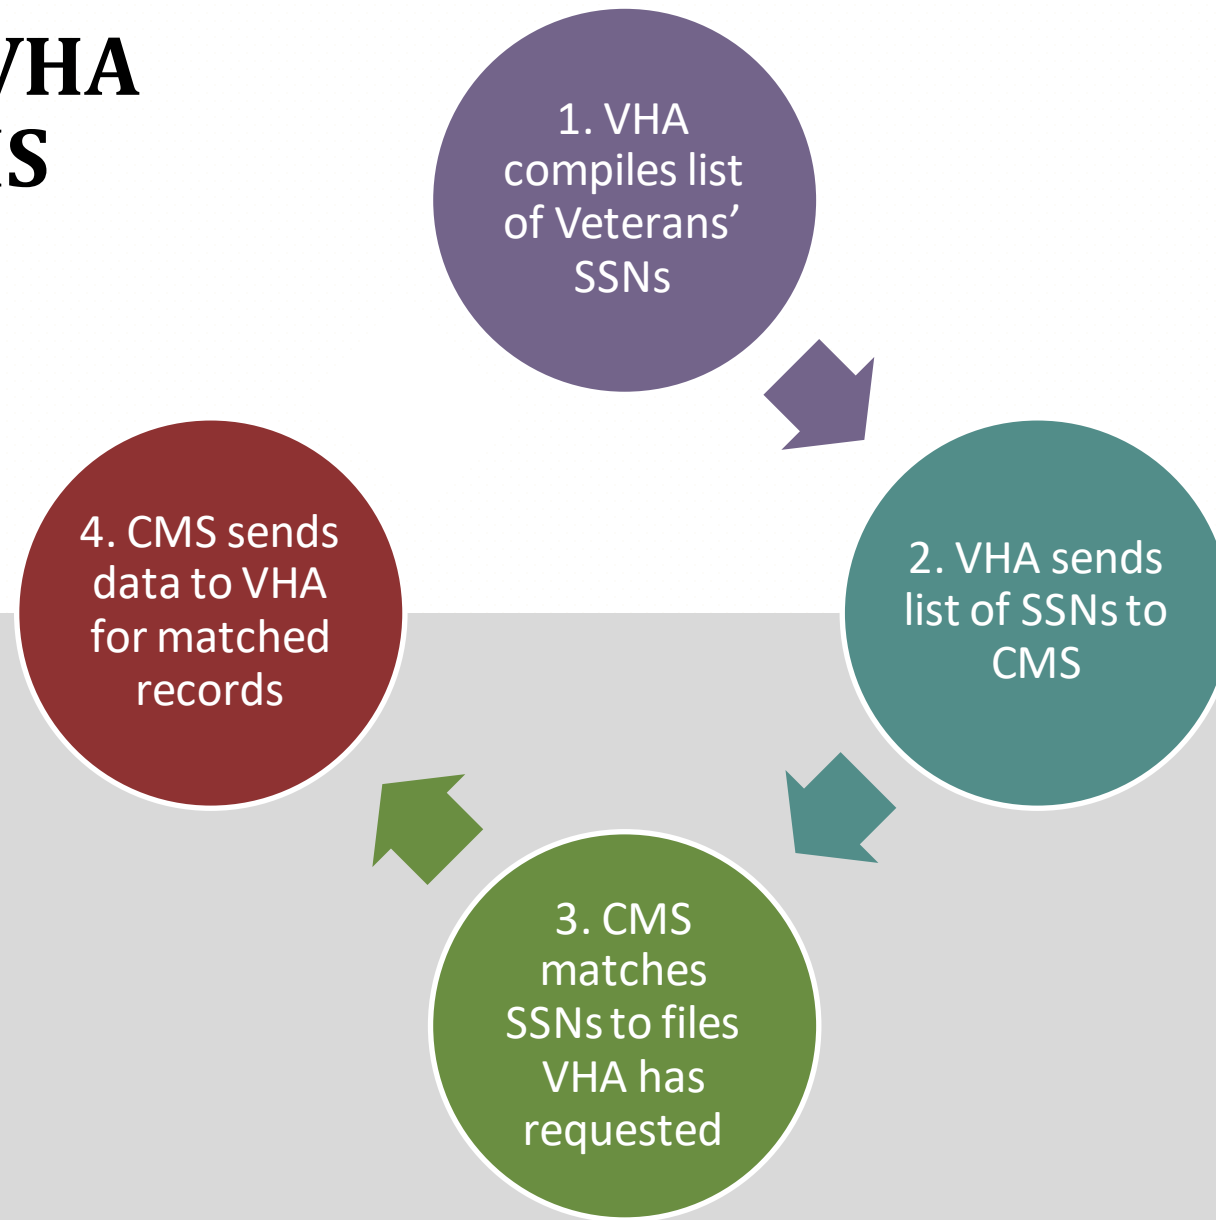 VHA
1. VHA
compiles list
of Veterans’
SSNs
2. VHA sends
list of SSNs to
CMS
3. CMS
matches
SSNs to files
VHA has
requested
4. CMS sends
data to VHA
for matched
records